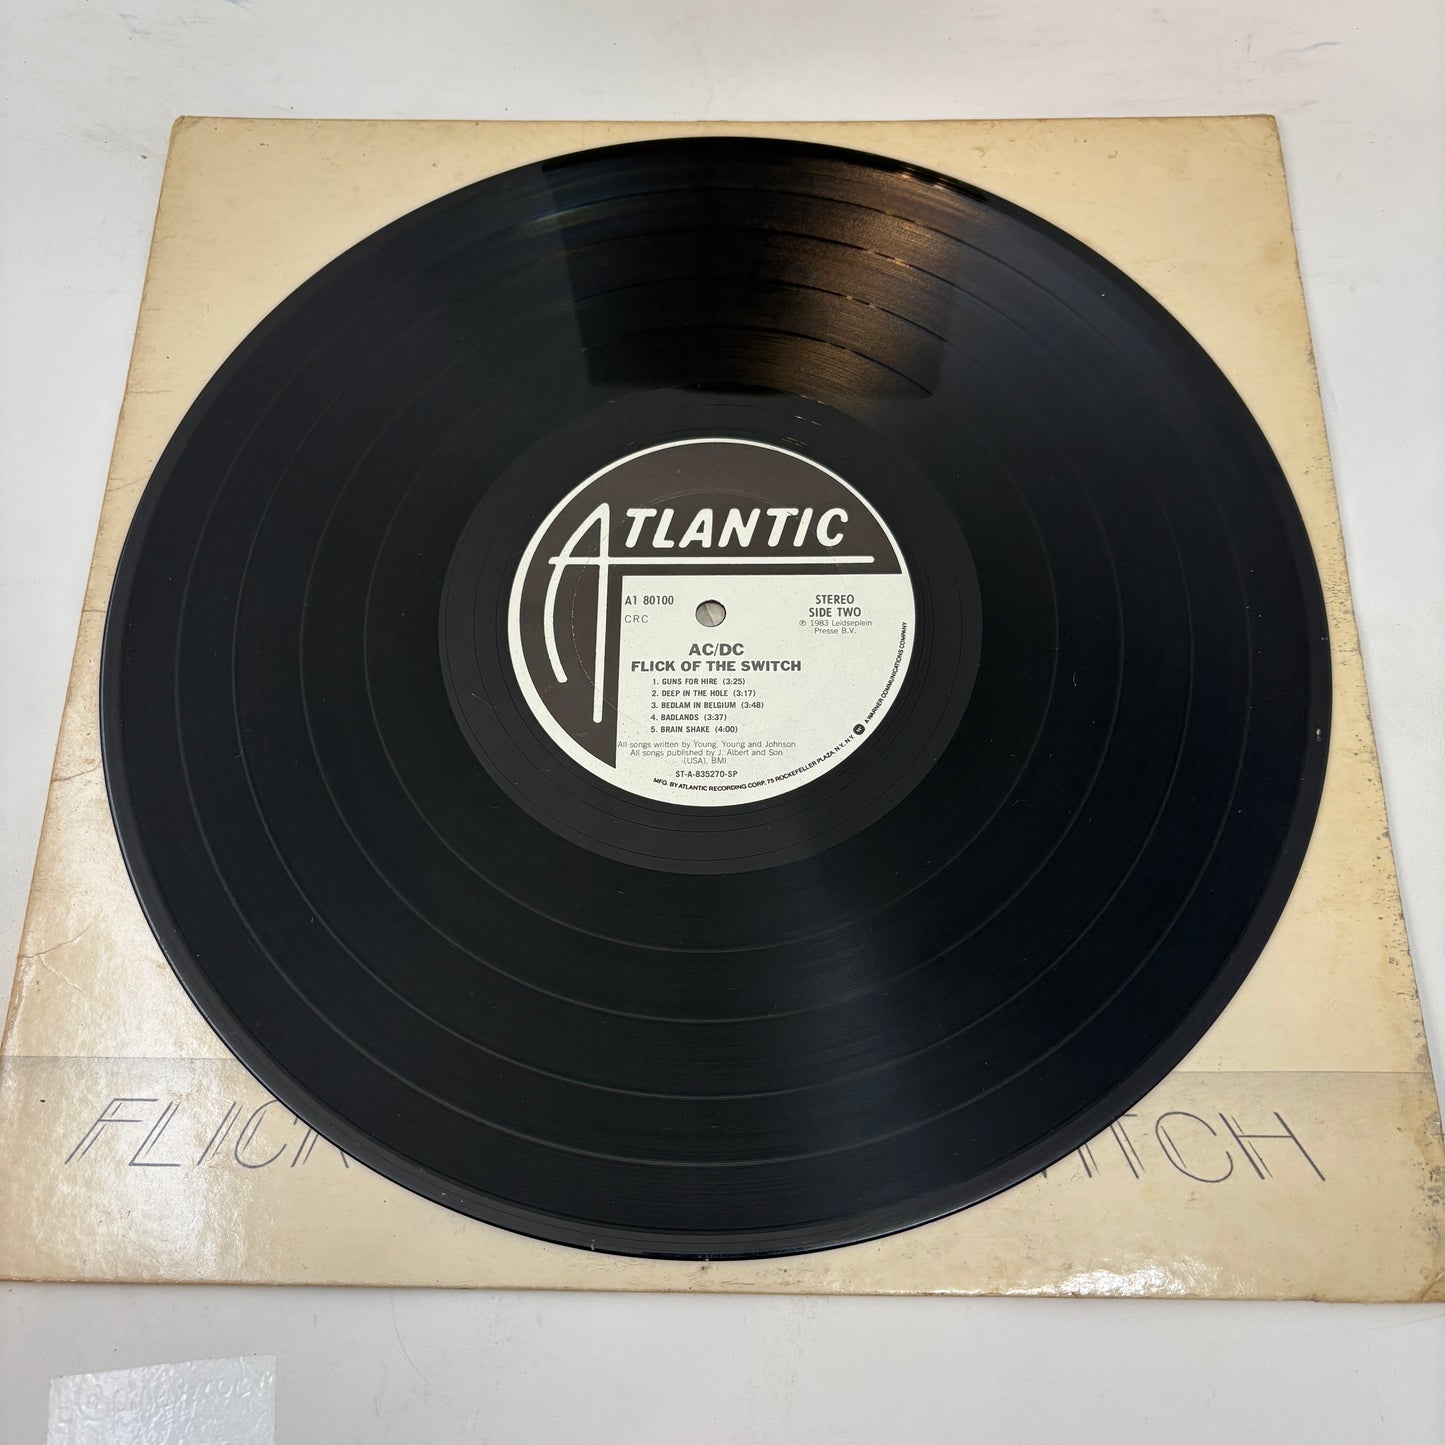 ATLANTIC
A1 80100
CRC
STEREO
SIDE TWO
℗ 1983 Leidseplein
Presse B.V.
AC/DC
FLICK OF THE SWITCH
1. GUNS FOR HIRE (3:25)
2. DEEP IN THE HOLE (3:17)
3. BEDLAM IN BELGIUM (3:48)
4. BADLANDS (3:37)
5. BRAIN SHAKE (4:00)
All songs written by Young, Young and Johnson
All songs published by J. Albert and Son
(USA), BMI.
ST-A-835270-SP
MFG. BY ATLANTIC RECORDING CORP. 75 ROCKEFELLER PLAZA, N.Y. N.Y. A WARNER COMMUNICATIONS COMPANY
FLICK ITCH